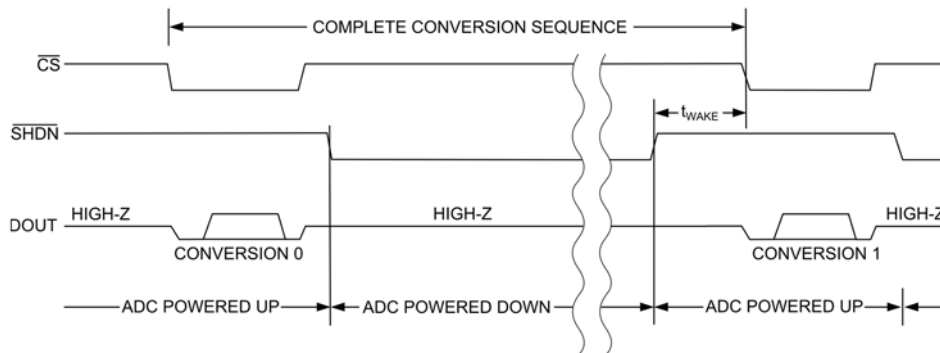 COMPLETE CONVERSION SEQUENCE
CS
tWAKE
SHDN
HIGH-Z
HIGH-Z
HIGH-Z
DOUT
CONVERSION 0
CONVERSION 1
ADC POWERED UP
ADC POWERED DOWN
ADC POWERED UP